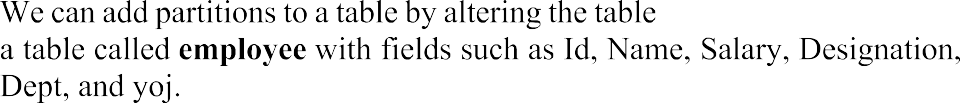 We can add partitions to a table by altering the table
a table called employee with fields such as Id, Name, Salary, Designation,
Dept, and yoj.